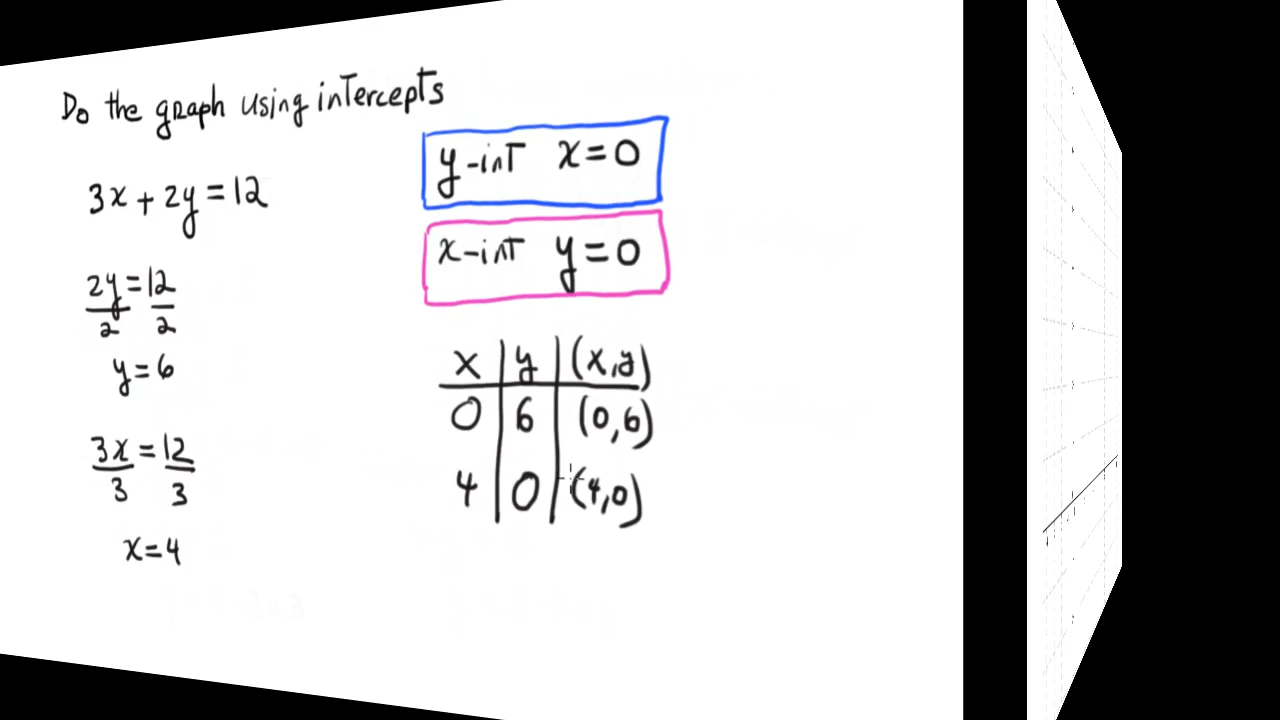 Do the graph using intercepts
3x + 2y = 12
2y = 12
2 2
y = 6
3x = 12
3 3
x = 4
y-int x = 0
x-int y = 0
x y (x,y)
0 6 (0,6)
4 0 (4,0)